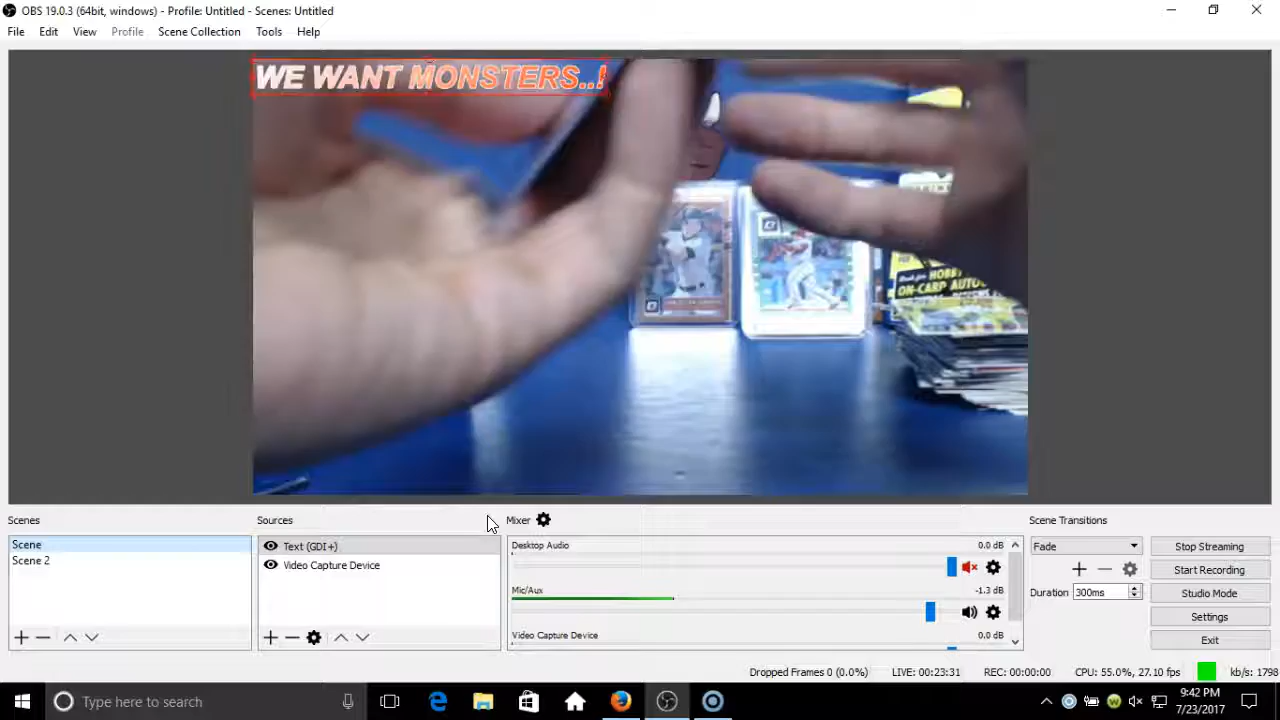 OBS 19.0.3 (64bit, windows) - Profile: Untitled - Scenes: Untitled
File Edit View Profile Scene Collection Tools Help
WE WANT MONSTERS..!
HOBBY
ON-CARD AUTO
Scenes
Scene
Scene 2
Sources
Text (GDI+)
Video Capture Device
Mixer
Desktop Audio 0.0 dB
Mic/Aux -1.3 dB
Video Capture Device 0.0 dB
Scene Transitions
Fade
Duration 300ms
Stop Streaming
Start Recording
Studio Mode
Settings
Exit
Dropped Frames 0 (0.0%) LIVE: 00:23:31 REC: 00:00:00 CPU: 55.0%, 27.10 fps kb/s: 1798
Type here to search
9:42 PM
7/23/2017